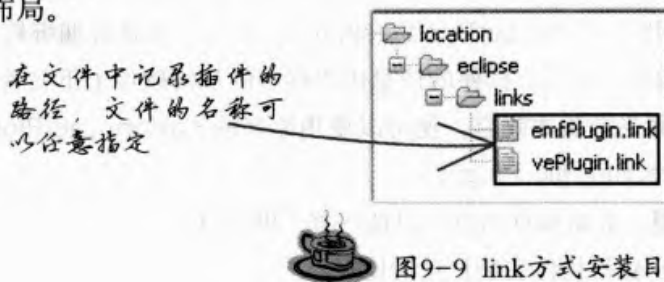 布局。
在文件中记录插件的
路径，文件的名称可
以任意指定
location
eclipse
links
emfPlugin.link
vePlugin.link
图9-9 link方式安装目